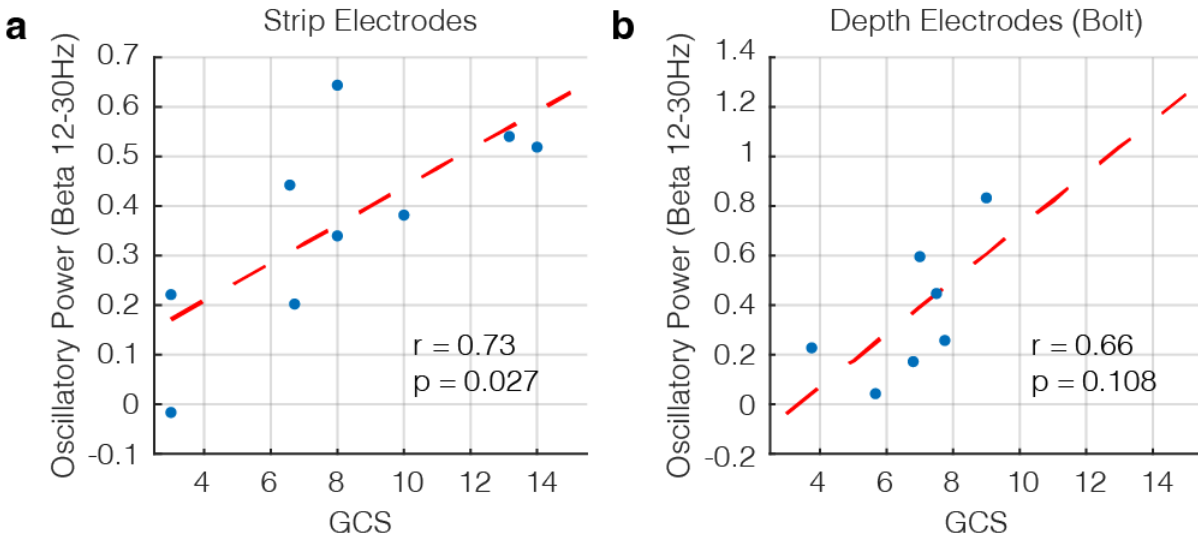 a
Strip Electrodes
Oscillatory Power (Beta 12-30Hz)
0.7
0.6
0.5
0.4
0.3
0.2
0.1
0
-0.1
r = 0.73
p = 0.027
4 6 8 10 12 14
GCS
b
Depth Electrodes (Bolt)
Oscillatory Power (Beta 12-30Hz)
1.4
1.2
1
0.8
0.6
0.4
0.2
0
-0.2
r = 0.66
p = 0.108
4 6 8 10 12 14
GCS